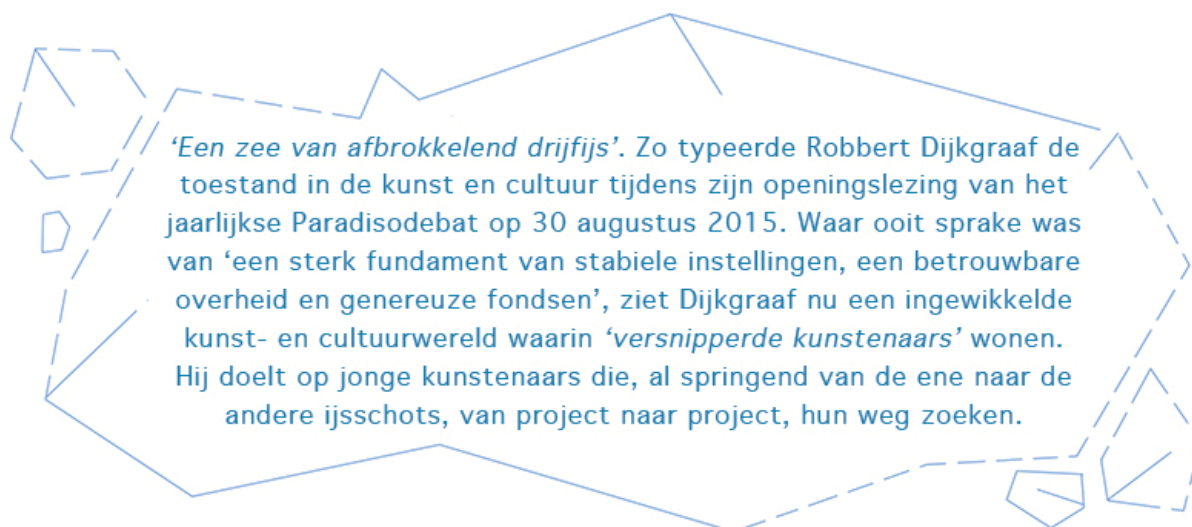 ‘Een zee van afbrokkelend drijfijs’. Zo typeerde Robbert Dijkgraaf de
toestand in de kunst en cultuur tijdens zijn openingslezing van het
jaarlijkse Paradisodebat op 30 augustus 2015. Waar ooit sprake was
van ‘een sterk fundament van stabiele instellingen, een betrouwbare
overheid en genereuze fondsen’, ziet Dijkgraaf nu een ingewikkelde
kunst- en cultuurwereld waarin ‘versnipperde kunstenaars’ wonen.
Hij doelt op jonge kunstenaars die, al springend van de ene naar de
andere ijsschots, van project naar project, hun weg zoeken.